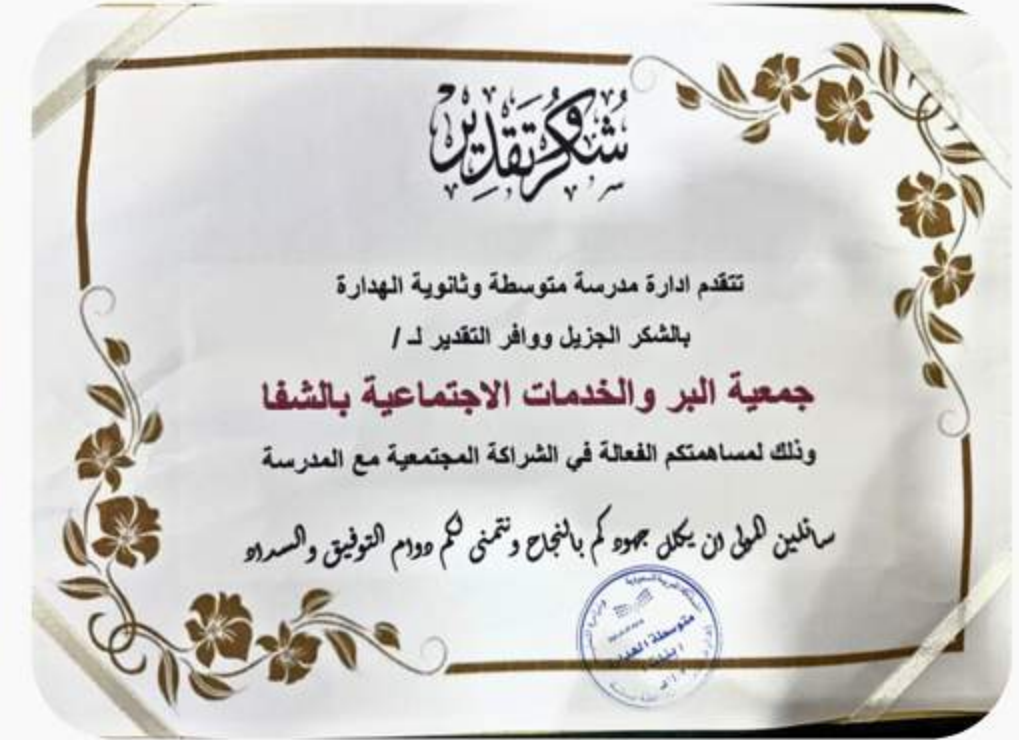 شكر وتقدير
تتقدم ادارة مدرسة متوسطة وثانوية الهدارة
بالشكر الجزيل ووافر التقدير لـ /
جمعية البر والخدمات الاجتماعية بالشفا
وذلك لمساهمتكم الفعالة في الشراكة المجتمعية مع المدرسة
سائلين المولى ان يكلل جهودكم بالنجاح ونتمنى لكم دوام التوفيق والسداد
متوسطة